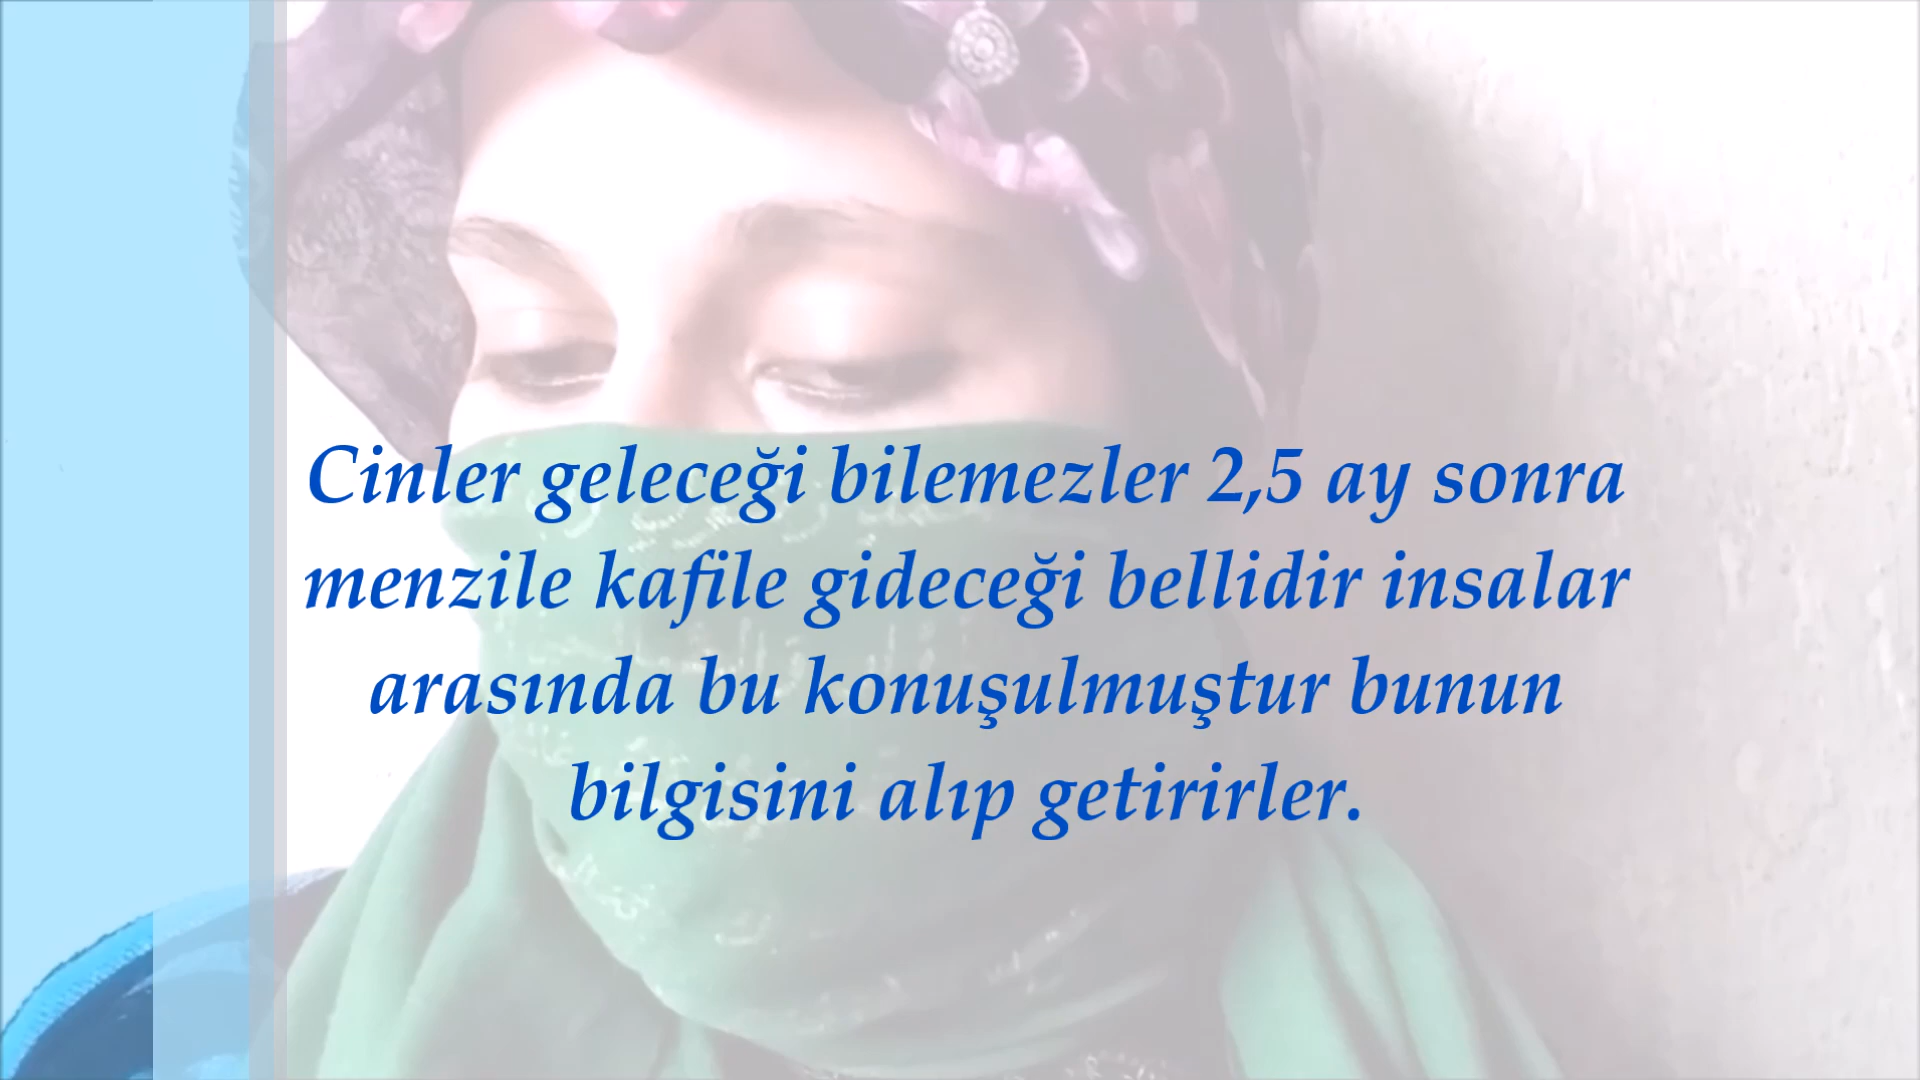 Cinler geleceği bilemezler 2,5 ay sonra
menzile kafile gideceği bellidir insalar
arasında bu konuşulmuştur bunun
bilgisini alıp getirirler.